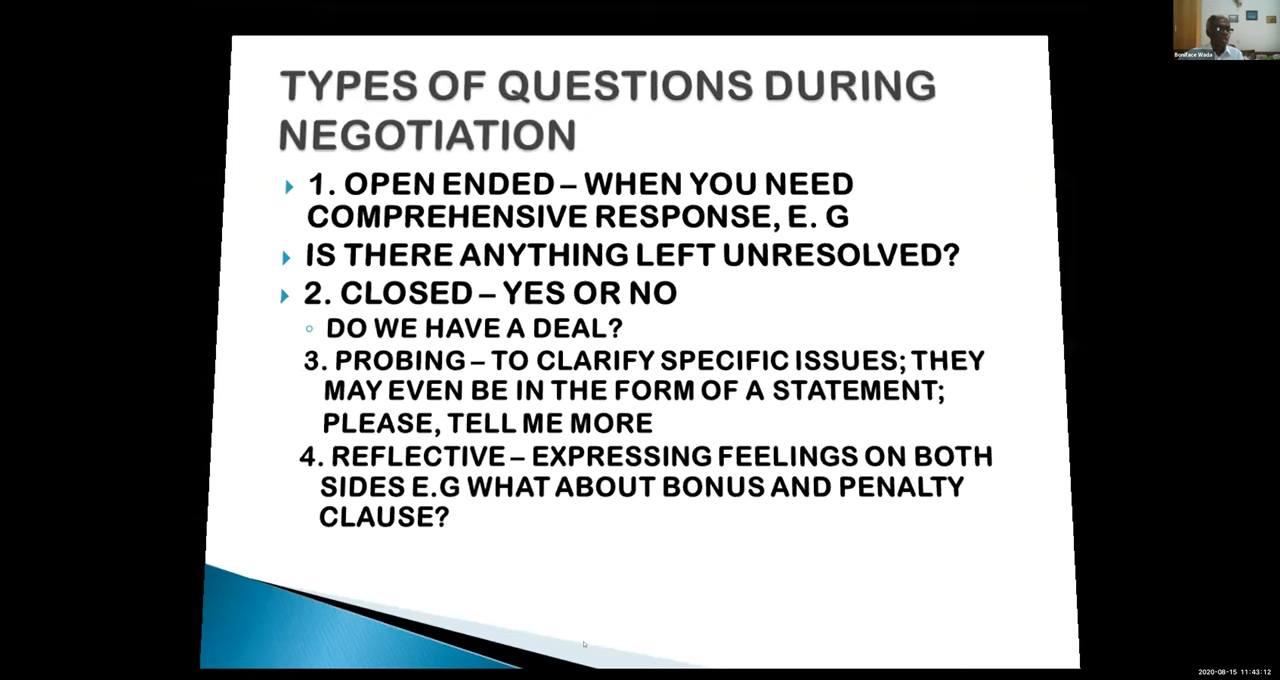 Boniface Wada
TYPES OF QUESTIONS DURING
NEGOTIATION
1. OPEN ENDED – WHEN YOU NEED
COMPREHENSIVE RESPONSE, E. G
IS THERE ANYTHING LEFT UNRESOLVED?
2. CLOSED – YES OR NO
DO WE HAVE A DEAL?
3. PROBING – TO CLARIFY SPECIFIC ISSUES; THEY
MAY EVEN BE IN THE FORM OF A STATEMENT;
PLEASE, TELL ME MORE
4. REFLECTIVE – EXPRESSING FEELINGS ON BOTH
SIDES E.G WHAT ABOUT BONUS AND PENALTY
CLAUSE?
2020-08-15 11:43:12